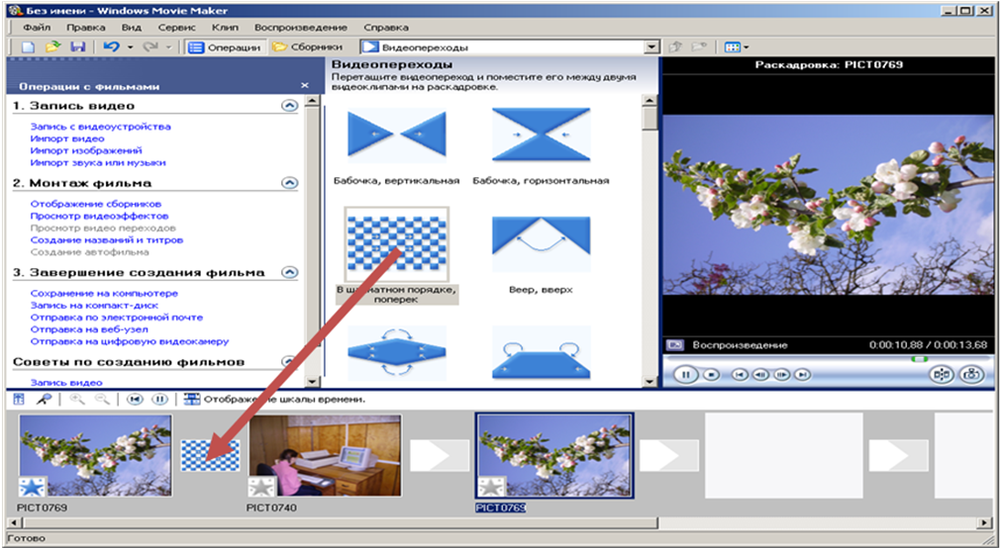 Без имени - Windows Movie Maker
Файл Правка Вид Сервис Клип Воспроизведение Справка
Операции Сборники Видеопереходы
Операции с фильмами
1. Запись видео
Запись с видеоустройства
Импорт видео
Импорт изображений
Импорт звука или музыки
2. Монтаж фильма
Отображение сборников
Просмотр видеоэффектов
Просмотр видео переходов
Создание названий и титров
Создание автофильма
3. Завершение создания фильма
Сохранение на компьютере
Запись на компакт-диск
Отправка по электронной почте
Отправка на веб-узел
Отправка на цифровую видеокамеру
Советы по созданию фильмов
Запись видео
Видеопереходы
Перетащите видеопереход и поместите его между двумя
видеоклипами на раскадровке.
Бабочка, вертикальная Бабочка, горизонтальная
В шахматном порядке,
поперек
Веер, вверх
Раскадровка: PICT0769
Воспроизведение 0:00:10,88 / 0:00:13,68
Отображение шкалы времени.
PICT0769 PICT0740 PICT0769
Готово